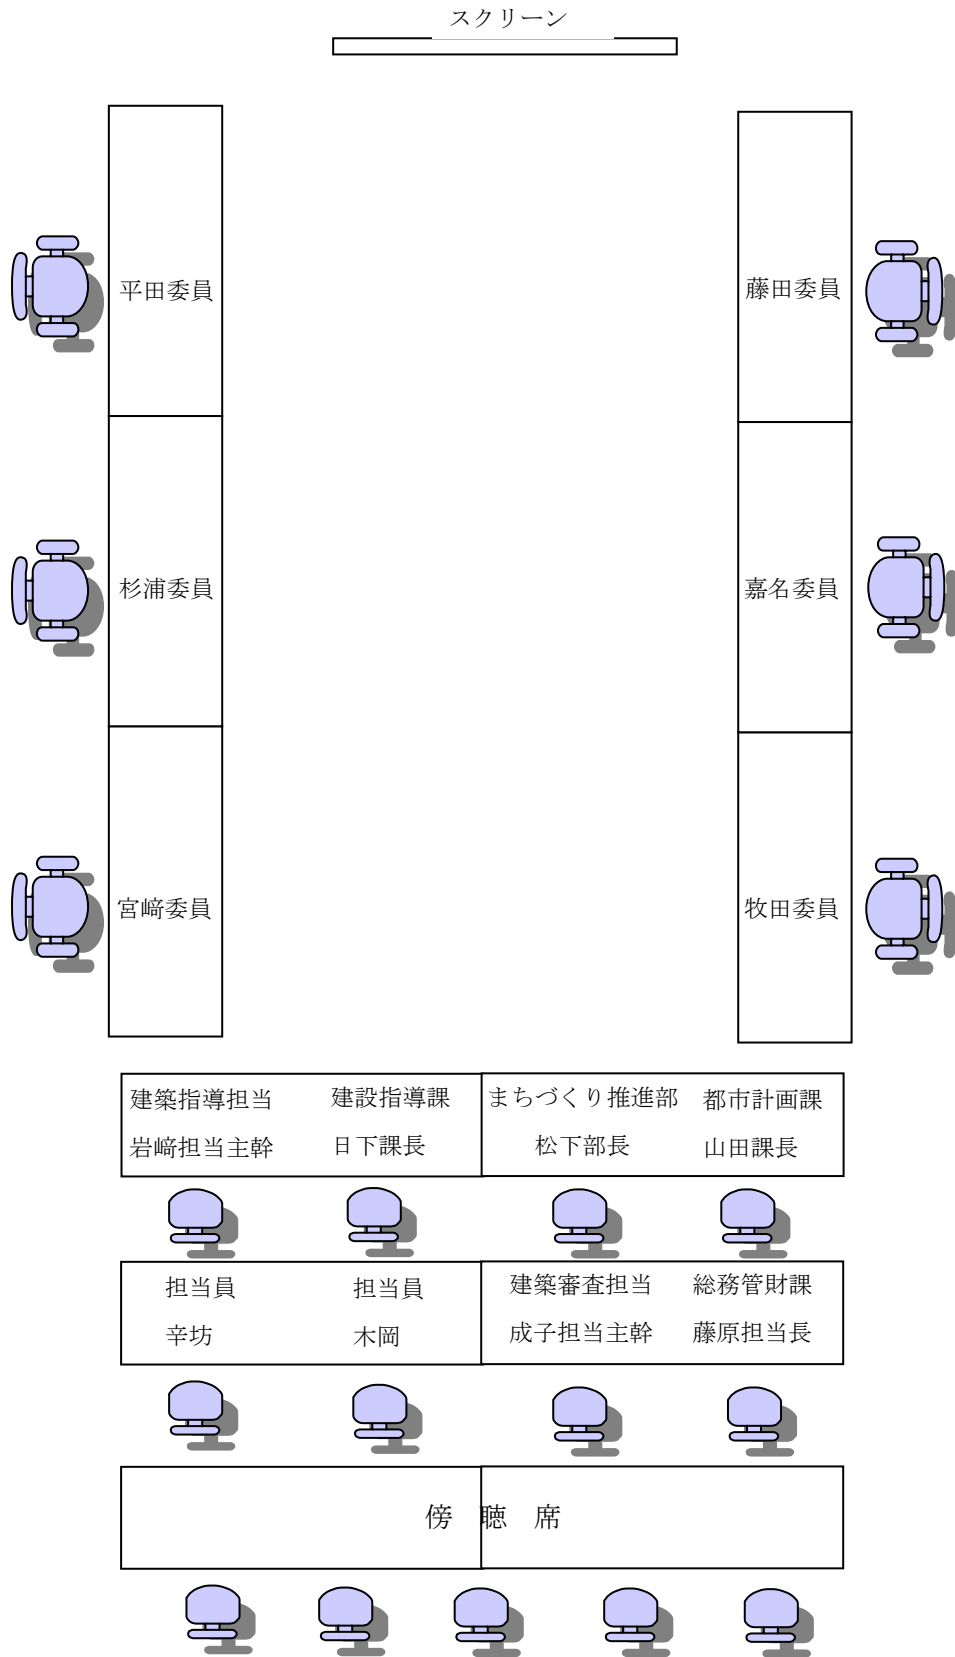 スクリーン
平田委員
藤田委員
杉浦委員
嘉名委員
宮﨑委員
牧田委員
建築指導担当 建設指導課 まちづくり推進部 都市計画課
岩﨑担当主幹 日下課長 松下部長 山田課長
担当員 担当員 建築審査担当 総務管財課
辛坊 木岡 成子担当主幹 藤原担当長
傍 聴 席